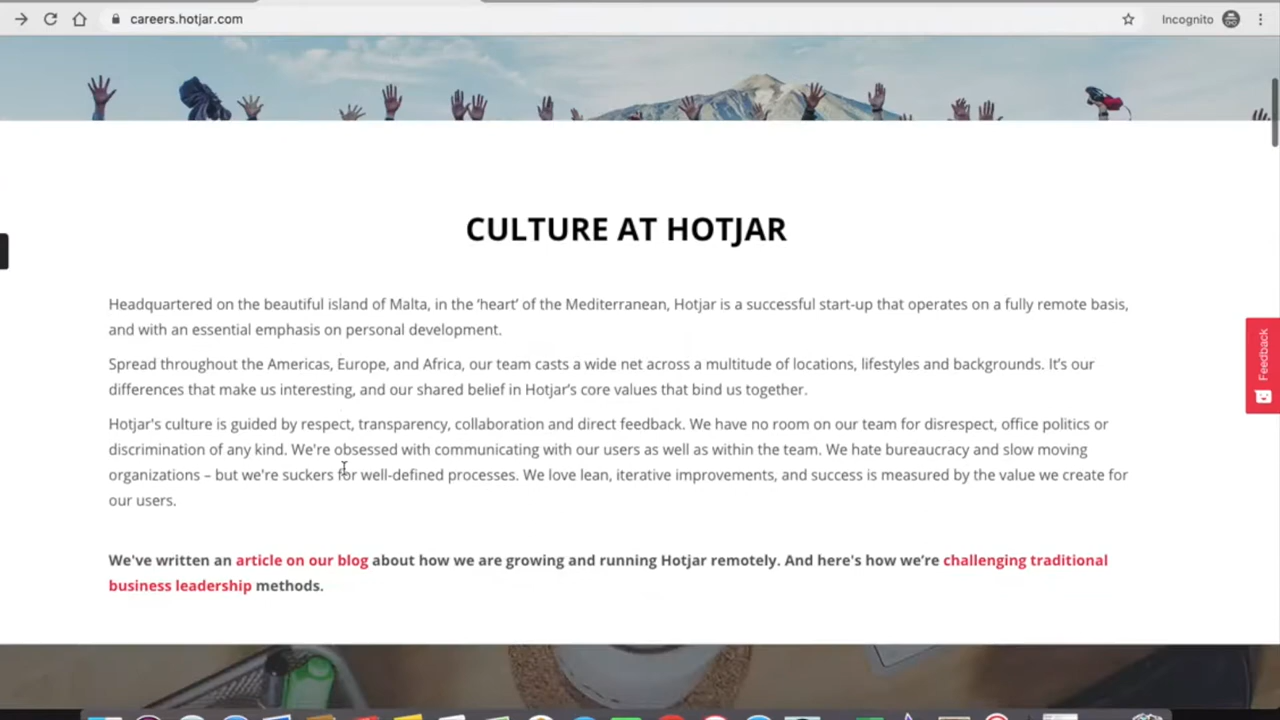 careers.hotjar.com
Incognito
CULTURE AT HOTJAR
Headquartered on the beautiful island of Malta, in the ‘heart’ of the Mediterranean, Hotjar is a successful start-up that operates on a fully remote basis,
and with an essential emphasis on personal development.
Spread throughout the Americas, Europe, and Africa, our team casts a wide net across a multitude of locations, lifestyles and backgrounds. It’s our
differences that make us interesting, and our shared belief in Hotjar’s core values that bind us together.
Hotjar's culture is guided by respect, transparency, collaboration and direct feedback. We have no room on our team for disrespect, office politics or
discrimination of any kind. We're obsessed with communicating with our users as well as within the team. We hate bureaucracy and slow moving
organizations – but we're suckers for well-defined processes. We love lean, iterative improvements, and success is measured by the value we create for
our users.
We've written an article on our blog about how we are growing and running Hotjar remotely. And here's how we’re challenging traditional
business leadership methods.
Feedback